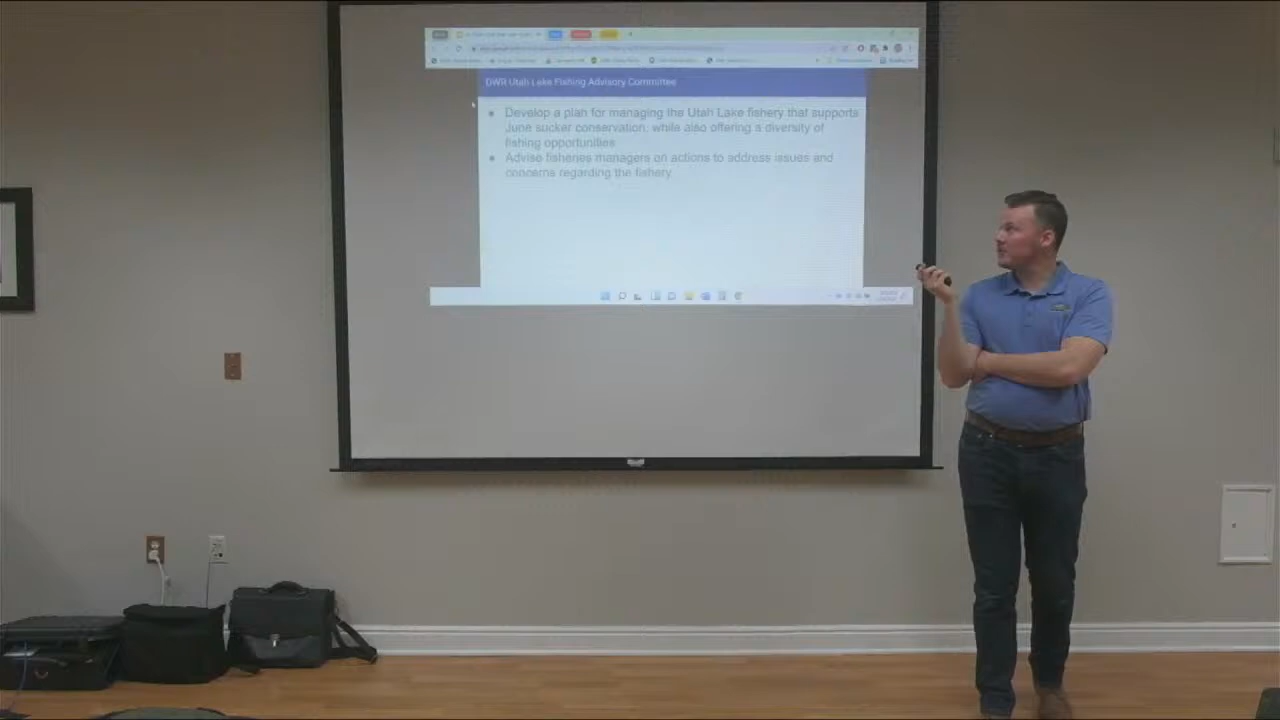 DWR Utah Lake Fishing Advisory Committee
● Develop a plan for managing the Utah Lake fishery that supports
June sucker conservation, while also offering a diversity of
fishing opportunities
● Advise fisheries managers on actions to address issues and
concerns regarding the fishery.